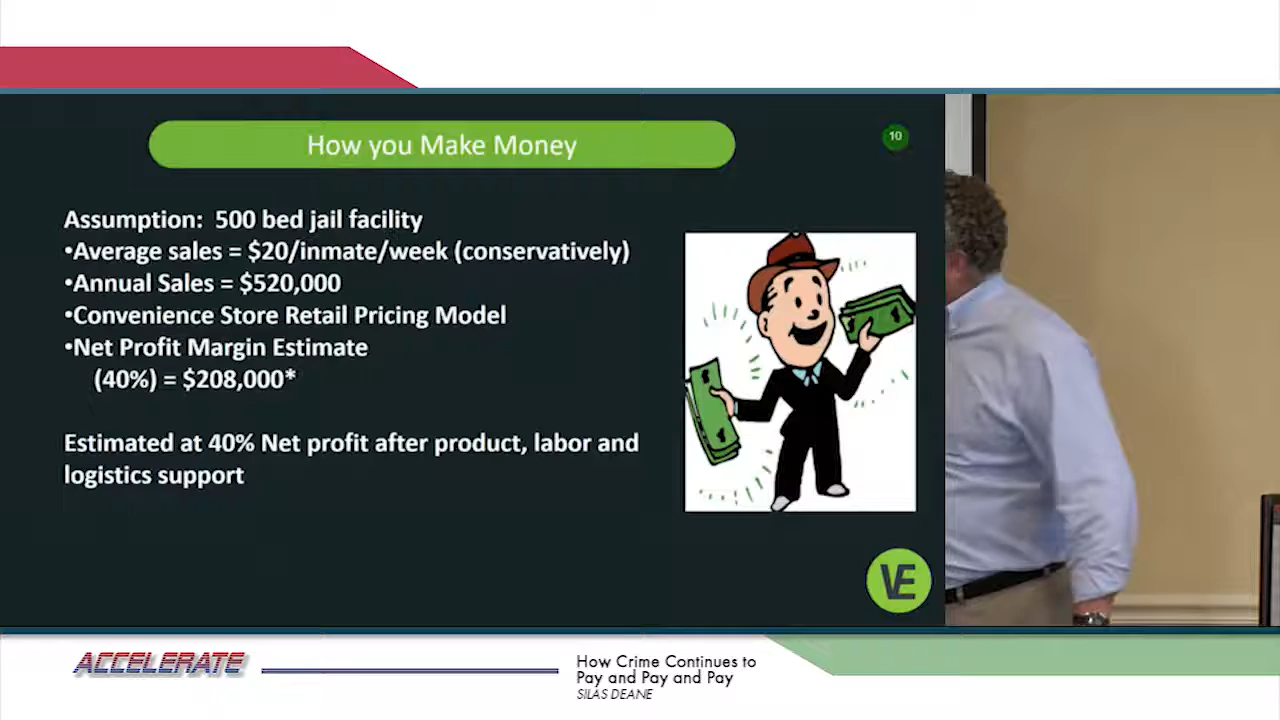 How you Make Money
10
Assumption: 500 bed jail facility
•Average sales = $20/inmate/week (conservatively)
•Annual Sales = $520,000
•Convenience Store Retail Pricing Model
•Net Profit Margin Estimate
(40%) = $208,000*
Estimated at 40% Net profit after product, labor and
logistics support
VE
ACCELERATE
How Crime Continues to
Pay and Pay and Pay
SILAS DEANE